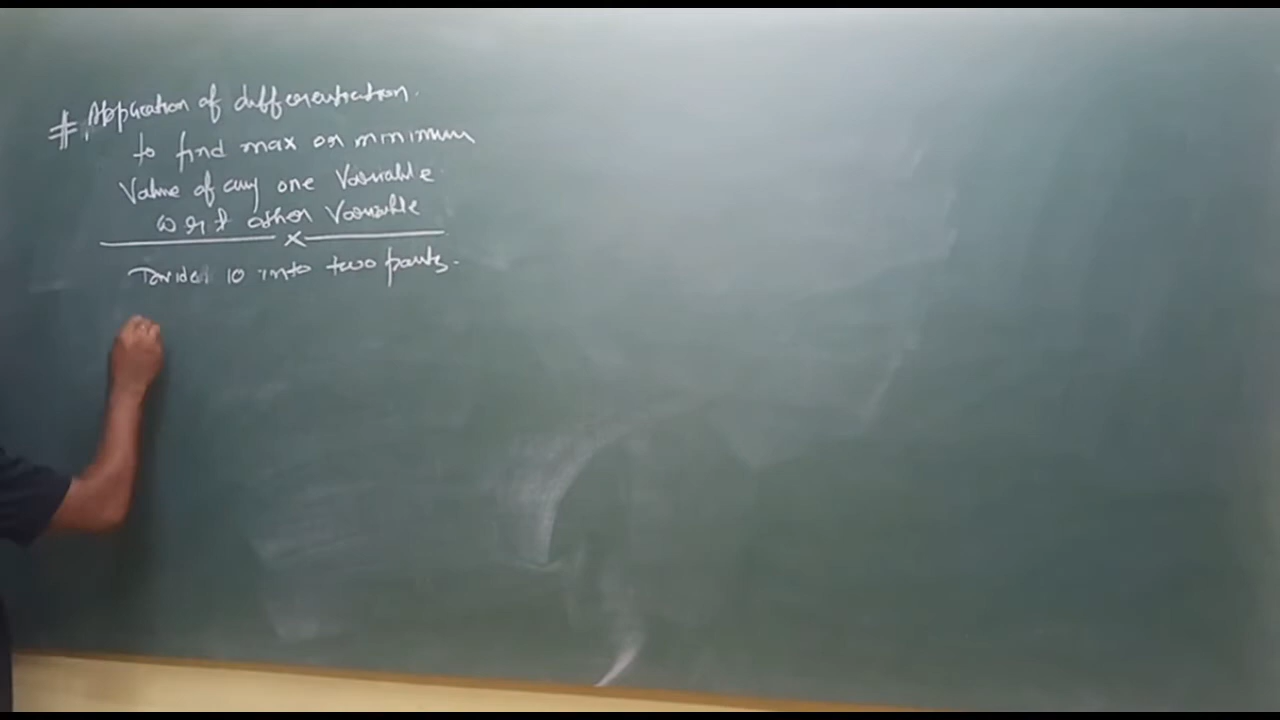 # Application of differentiation
to find max or minimum
Value of any one Variable
w r t other Variable
x
Divide 10 into two parts.